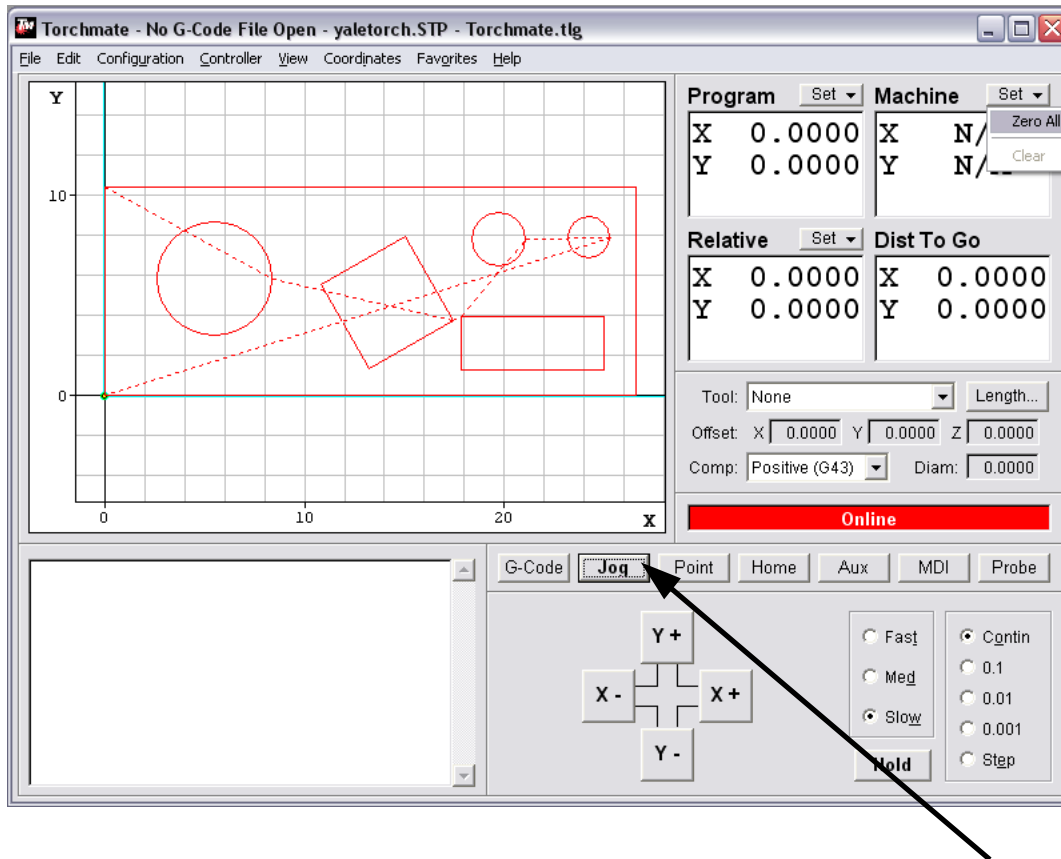 Torchmate - No G-Code File Open - yaletorch.STP - Torchmate.tlg
File Edit Configuration Controller View Coordinates Favorites Help
Y
10
0
0 10 20 X
Program Set
X 0.0000
Y 0.0000
Machine Set
X N/
Y N/
Zero All
Clear
Relative Set
X 0.0000
Y 0.0000
Dist To Go
X 0.0000
Y 0.0000
Tool: None Length...
Offset: X 0.0000 Y 0.0000 Z 0.0000
Comp: Positive (G43) Diam: 0.0000
Online
G-Code Jog Point Home Aux MDI Probe
Y +
X - X +
Y -
Fast
Med
Slow
Hold
Contin
0.1
0.01
0.001
Step